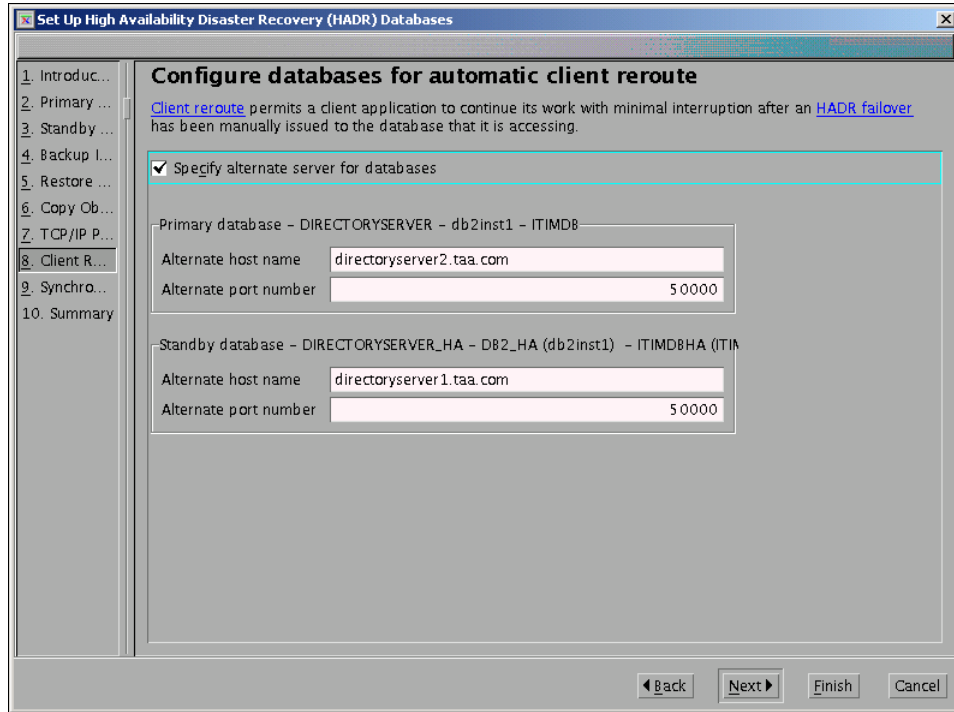 Set Up High Availability Disaster Recovery (HADR) Databases
1. Introduc...
2. Primary ...
3. Standby ...
4. Backup I...
5. Restore ...
6. Copy Ob...
7. TCP/IP P...
8. Client R...
9. Synchro...
10. Summary
Configure databases for automatic client reroute
Client reroute permits a client application to continue its work with minimal interruption after an HADR failover
has been manually issued to the database that it is accessing.
Specify alternate server for databases
Primary database – DIRECTORYSERVER – db2inst1 – ITIMDB
Alternate host name directoryserver2.taa.com
Alternate port number 50000
Standby database – DIRECTORYSERVER_HA – DB2_HA (db2inst1) – ITIMDBHA (ITIM
Alternate host name directoryserver1.taa.com
Alternate port number 50000
Back Next Finish Cancel